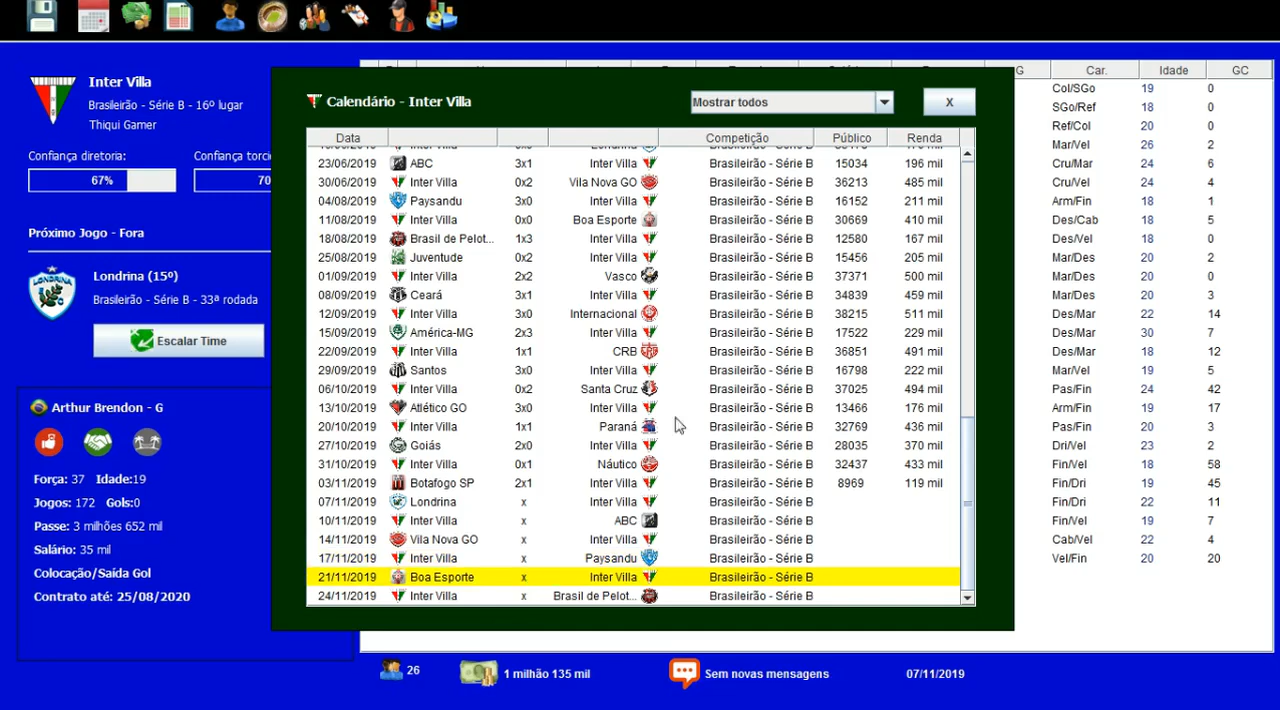 Inter Villa
Brasileirão - Série B - 16º lugar
Thiqui Gamer
Confiança diretoria:
Confiança torci
67%
70
Próximo Jogo - Fora
Londrina (15º)
Brasileirão - Série B - 33ª rodada
Escalar Time
Arthur Brendon - G
Força: 37 Idade:19
Jogos: 172 Gols:0
Passe: 3 milhões 652 mil
Salário: 35 mil
Colocação/Saída Gol
Contrato até: 25/08/2020
Calendário - Inter Villa
Mostrar todos
X
Data Competição Público Renda
23/06/2019 ABC 3x1 Inter Villa Brasileirão - Série B 15034 196 mil
30/06/2019 Inter Villa 0x2 Vila Nova GO Brasileirão - Série B 36213 485 mil
04/08/2019 Paysandu 3x0 Inter Villa Brasileirão - Série B 16152 211 mil
11/08/2019 Inter Villa 0x0 Boa Esporte Brasileirão - Série B 30669 410 mil
18/08/2019 Brasil de Pelot... 1x3 Inter Villa Brasileirão - Série B 12580 167 mil
25/08/2019 Juventude 0x2 Inter Villa Brasileirão - Série B 15456 205 mil
01/09/2019 Inter Villa 2x2 Vasco Brasileirão - Série B 37371 500 mil
08/09/2019 Ceará 3x1 Inter Villa Brasileirão - Série B 34839 459 mil
12/09/2019 Inter Villa 3x0 Internacional Brasileirão - Série B 38215 511 mil
15/09/2019 América-MG 2x3 Inter Villa Brasileirão - Série B 17522 229 mil
22/09/2019 Inter Villa 1x1 CRB Brasileirão - Série B 36851 491 mil
29/09/2019 Santos 3x0 Inter Villa Brasileirão - Série B 16798 222 mil
06/10/2019 Inter Villa 0x2 Santa Cruz Brasileirão - Série B 37025 494 mil
13/10/2019 Atlético GO 3x0 Inter Villa Brasileirão - Série B 13466 176 mil
20/10/2019 Inter Villa 1x1 Paraná Brasileirão - Série B 32769 436 mil
27/10/2019 Goiás 2x0 Inter Villa Brasileirão - Série B 28035 370 mil
31/10/2019 Inter Villa 0x1 Náutico Brasileirão - Série B 32437 433 mil
03/11/2019 Botafogo SP 2x1 Inter Villa Brasileirão - Série B 8969 119 mil
07/11/2019 Londrina x Inter Villa Brasileirão - Série B
10/11/2019 Inter Villa x ABC Brasileirão - Série B
14/11/2019 Vila Nova GO x Inter Villa Brasileirão - Série B
17/11/2019 Inter Villa x Paysandu Brasileirão - Série B
21/11/2019 Boa Esporte x Inter Villa Brasileirão - Série B
24/11/2019 Inter Villa x Brasil de Pelot... Brasileirão - Série B
G Car. Idade GC
Col/SGo 19 0
SGo/Ref 18 0
Ref/Col 20 0
Mar/Vel 26 2
Cru/Mar 24 6
Cru/Vel 24 4
Arm/Fin 18 1
Des/Cab 18 5
Des/Vel 18 0
Mar/Des 20 2
Mar/Des 20 0
Mar/Des 20 3
Des/Mar 22 14
Des/Mar 30 7
Des/Mar 18 12
Mar/Vel 19 5
Pas/Fin 24 42
Arm/Fin 19 17
Pas/Fin 20 3
Dri/Vel 23 2
Fin/Vel 18 58
Fin/Dri 19 45
Fin/Dri 22 11
Fin/Vel 19 7
Cab/Vel 22 4
Vel/Fin 20 20
26
1 milhão 135 mil
Sem novas mensagens
07/11/2019